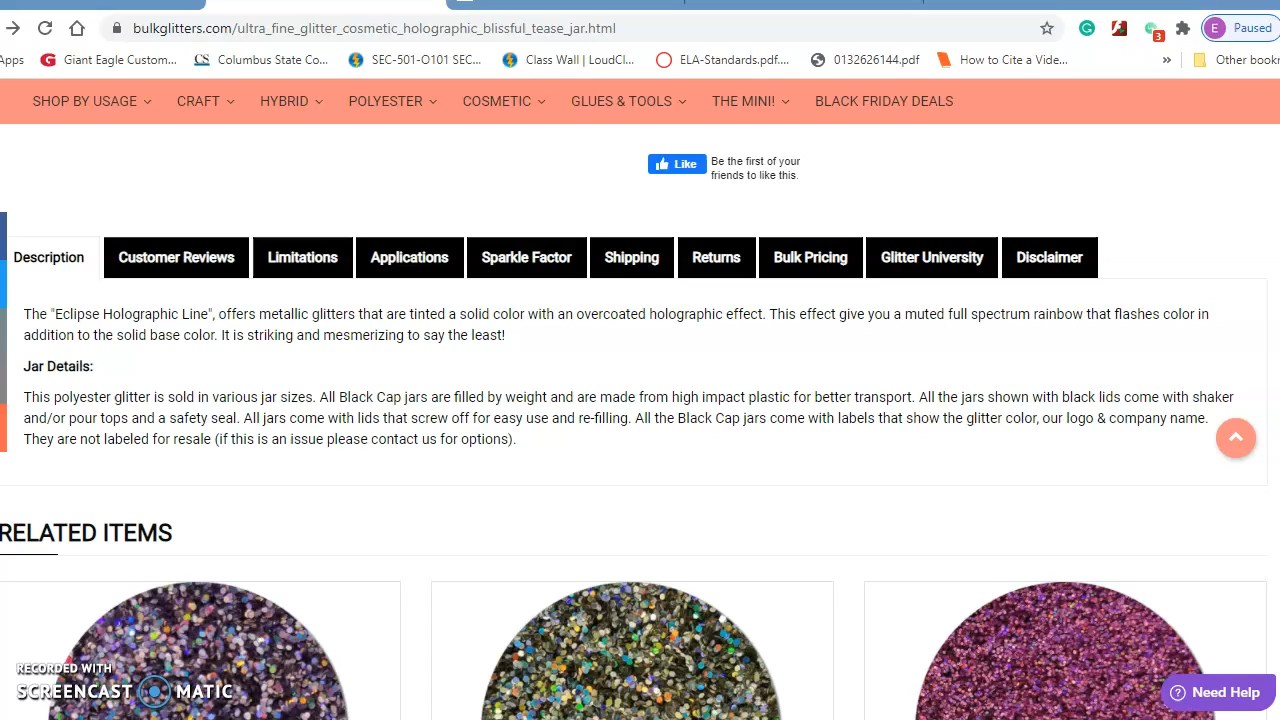 bulkglitters.com/ultra_fine_glitter_cosmetic_holographic_blissful_tease_jar.html
3
E Paused
Apps
G Giant Eagle Custom...
CS Columbus State Co...
SEC-501-O101 SEC...
Class Wall | LoudCl...
ELA-Standards.pdf....
0132626144.pdf
How to Cite a Vide...
»
Other book
SHOP BY USAGE
CRAFT
HYBRID
POLYESTER
COSMETIC
GLUES & TOOLS
THE MINI!
BLACK FRIDAY DEALS
Like
Be the first of your
friends to like this.
Description
Customer Reviews
Limitations
Applications
Sparkle Factor
Shipping
Returns
Bulk Pricing
Glitter University
Disclaimer
The "Eclipse Holographic Line", offers metallic glitters that are tinted a solid color with an overcoated holographic effect. This effect give you a muted full spectrum rainbow that flashes color in
addition to the solid base color. It is striking and mesmerizing to say the least!
Jar Details:
This polyester glitter is sold in various jar sizes. All Black Cap jars are filled by weight and are made from high impact plastic for better transport. All the jars shown with black lids come with shaker
and/or pour tops and a safety seal. All jars come with lids that screw off for easy use and re-filling. All the Black Cap jars come with labels that show the glitter color, our logo & company name.
They are not labeled for resale (if this is an issue please contact us for options).
RELATED ITEMS
RECORDED WITH
SCREENCAST MATIC
Need Help